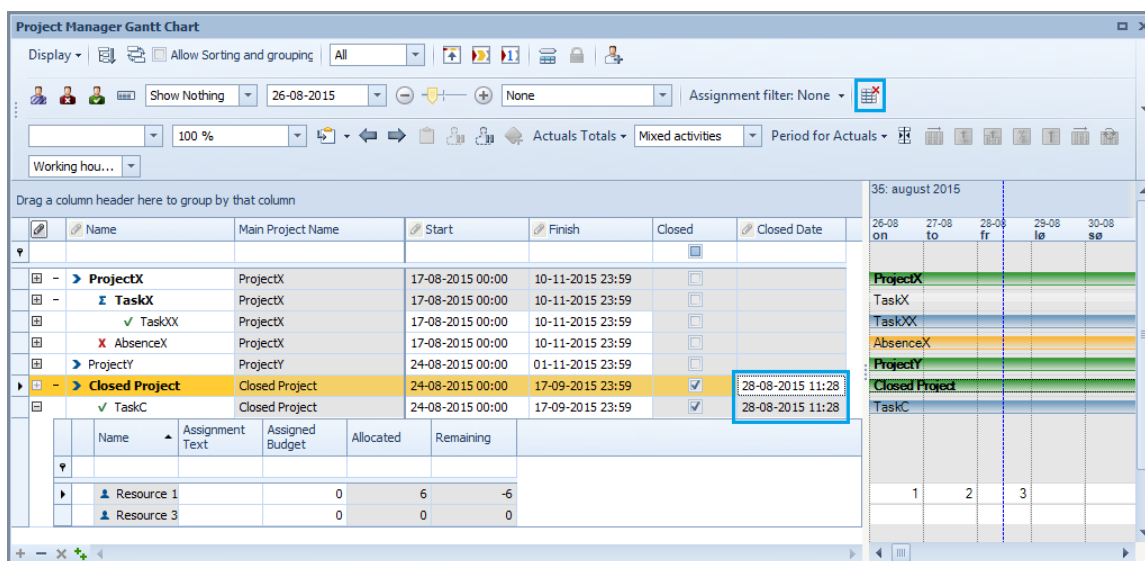 Project Manager Gantt Chart
Display Allow Sorting and grouping All
Show Nothing 26-08-2015 None Assignment filter: None
100 % Actuals Totals Mixed activities Period for Actuals
Working hou...
Drag a column header here to group by that column
35: august 2015
Name Main Project Name Start Finish Closed Closed Date
26-08 27-08 28-08 29-08 30-08
on to fr lø sø
ProjectX ProjectX 17-08-2015 00:00 10-11-2015 23:59 ProjectX
Σ TaskX ProjectX 17-08-2015 00:00 10-11-2015 23:59 TaskX
TaskXX ProjectX 17-08-2015 00:00 10-11-2015 23:59 TaskXX
AbsenceX ProjectX 17-08-2015 00:00 10-11-2015 23:59 AbsenceX
ProjectY ProjectY 24-08-2015 00:00 01-11-2015 23:59 ProjectY
Closed Project Closed Project 24-08-2015 00:00 17-09-2015 23:59 28-08-2015 11:28 Closed Project
TaskC Closed Project 24-08-2015 00:00 17-09-2015 23:59 28-08-2015 11:28 TaskC
Name Assignment Text Assigned Budget Allocated Remaining
Resource 1 0 6 -6 1 2 3
Resource 3 0 0 0